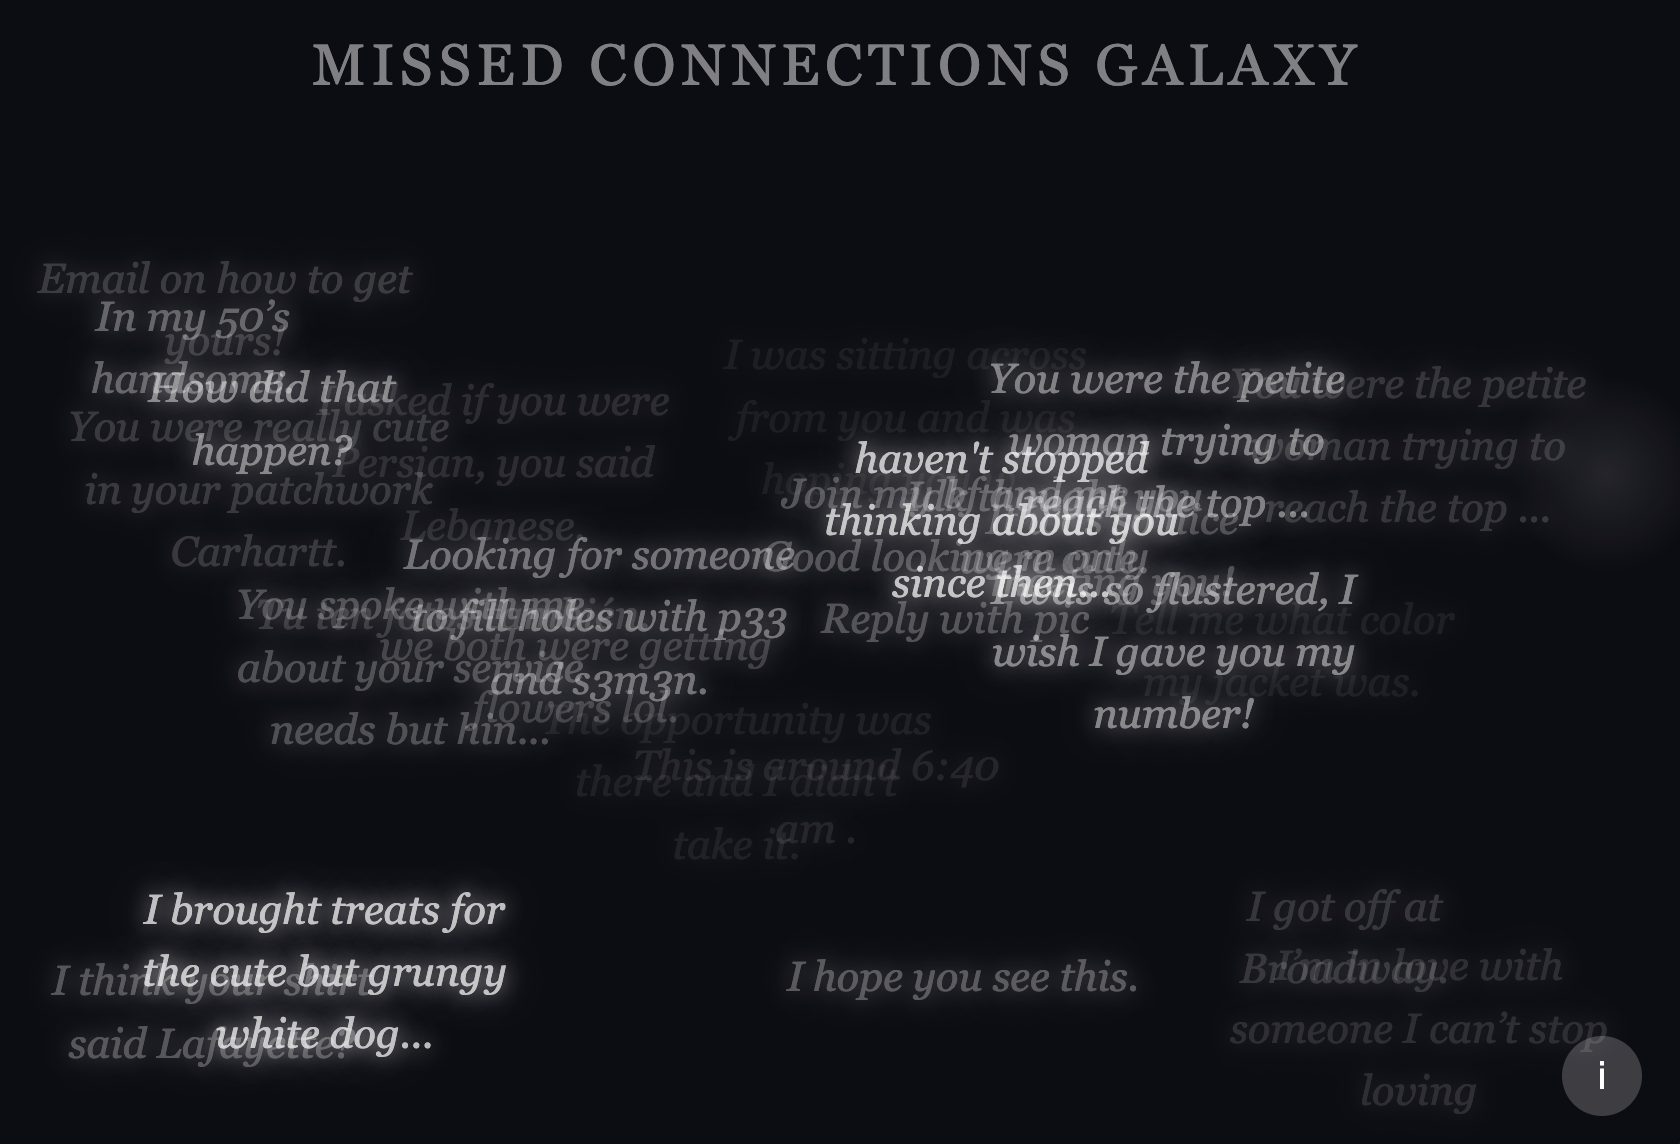 MISSED CONNECTIONS GALAXY
Email on how to get
yours!
In my 50’s
handsome.
How did that
happen?
You were really cute
in your patchwork
Carhartt.
asked if you were
Persian, you said
Lebanese.
I was sitting across
from you and was
You were the petite
woman trying to
reach the top ...
You were the petite
woman trying to
reach the top ...
haven't stopped
thinking about you
since then...
Join
Good looking
Reply with pic
Looking for someone
to fill holes with p33
and s3m3n.
You spoke with me
about your service
needs but hin...
we both were getting
flowers lol.
I was so flustered, I
wish I gave you my
number!
Tell me what color
my jacket was.
The opportunity was
there and I didn't
take it.
This is around 6:40
am .
I brought treats for
the cute but grungy
white dog...
I think your shirt
said Lafayette?
I hope you see this.
I got off at
Broadway.
I’m in love with
someone I can’t stop
loving
i